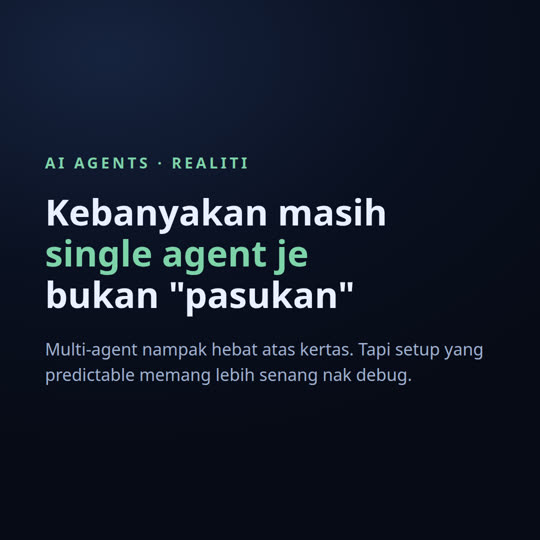 AI AGENTS · REALITI
Kebanyakan masih
single agent je
bukan "pasukan"
Multi-agent nampak hebat atas kertas. Tapi setup yang
predictable memang lebih senang nak debug.